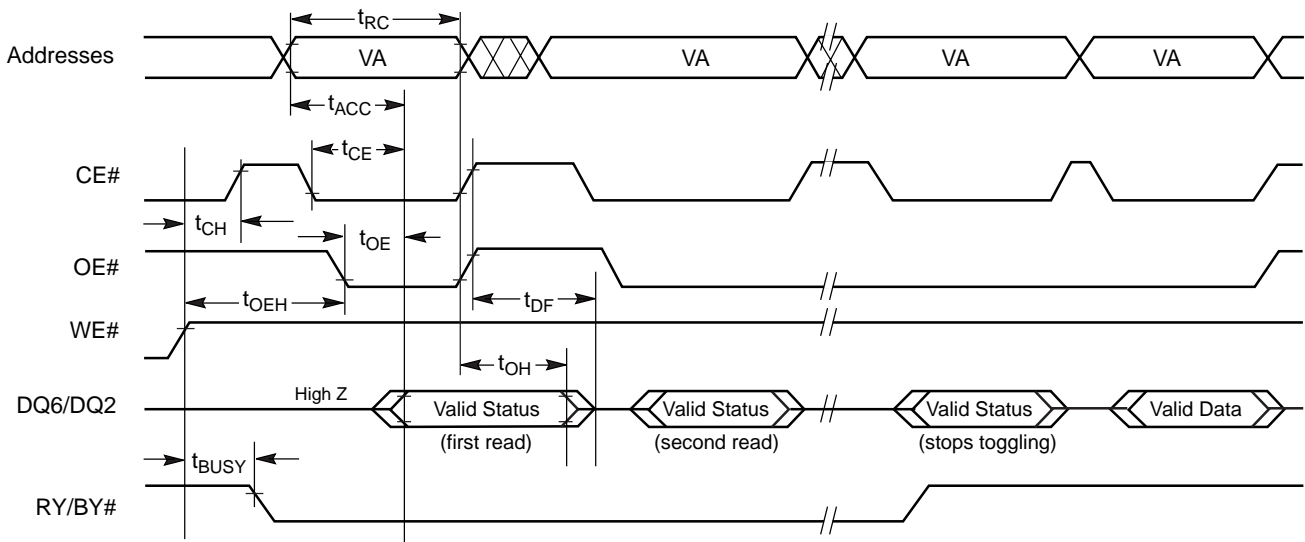 tRC
Addresses VA VA VA VA
tACC
tCE
CE#
tCH tOE
OE#
tOEH tDF
WE#
tOH
DQ6/DQ2 High Z Valid Status Valid Status Valid Status Valid Data
(first read) (second read) (stops toggling)
tBUSY
RY/BY#